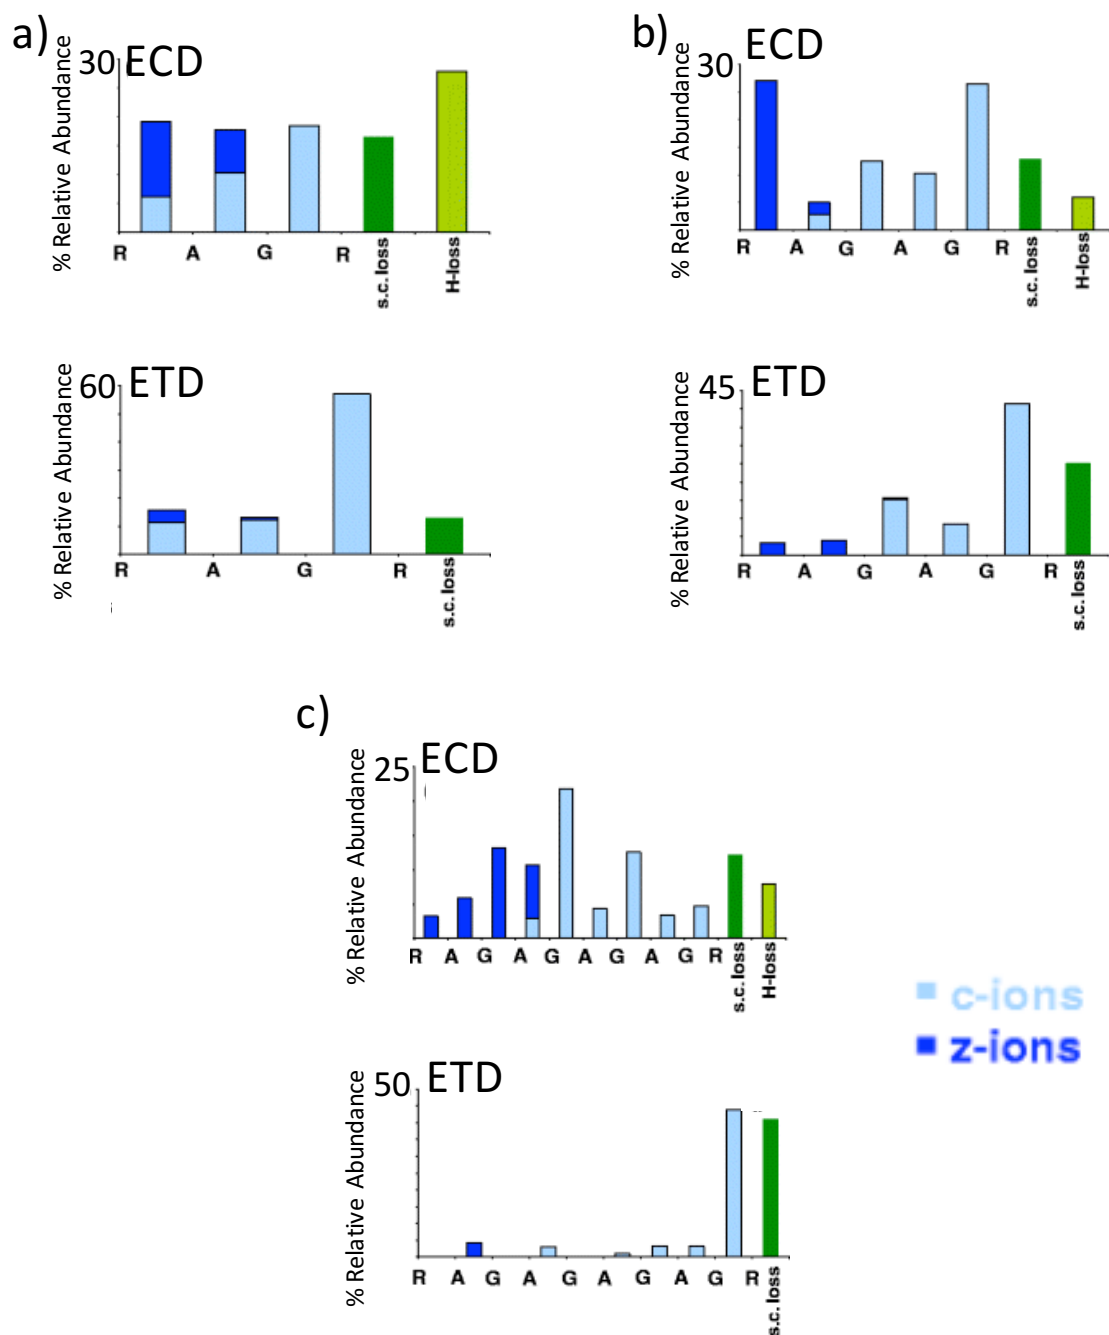 a)
30 ECD
% Relative Abundance
R A G R s.c. loss H-loss
60 ETD
% Relative Abundance
R A G R s.c. loss
b)
30 ECD
% Relative Abundance
R A G A G R s.c. loss H-loss
45 ETD
% Relative Abundance
R A G A G R s.c. loss
c)
25 ECD
% Relative Abundance
R A G A G A G A G R s.c. loss H-loss
50 ETD
% Relative Abundance
R A G A G A G A G R s.c. loss
c-ions
z-ions